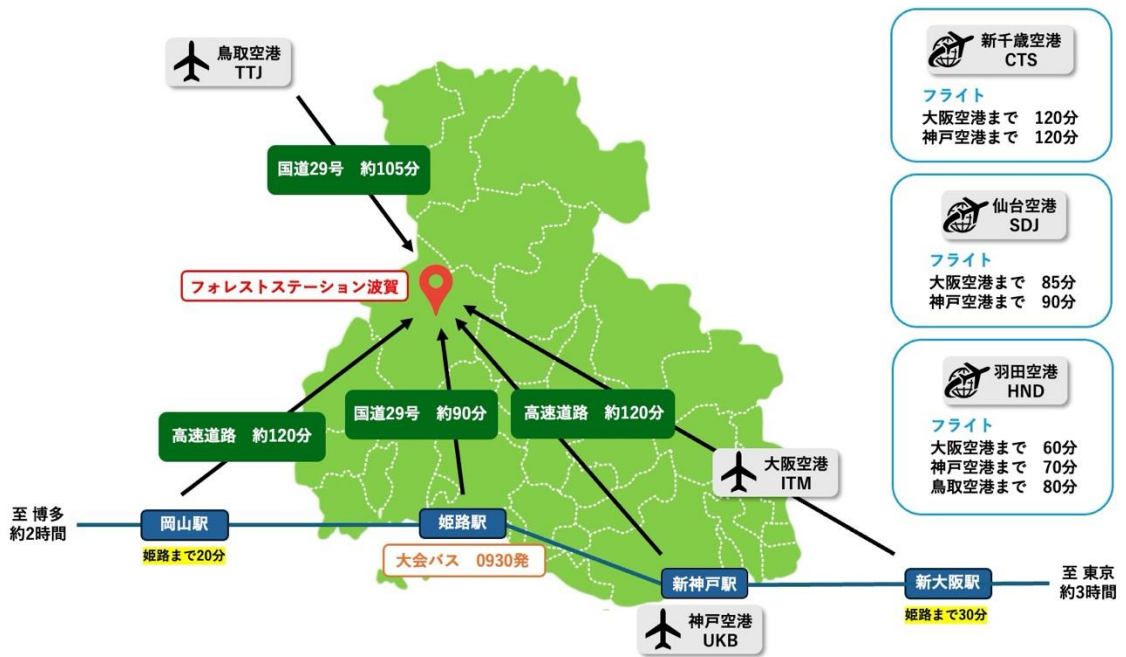 鳥取空港
TTJ
国道29号　約105分
フォレストステーション波賀
高速道路　約120分
国道29号　約90分
高速道路　約120分
大阪空港
ITM
至 博多
約2時間
岡山駅
姫路まで20分
姫路駅
大会バス　0930発
新神戸駅
神戸空港
UKB
新大阪駅
姫路まで30分
至 東京
約3時間
新千歳空港
CTS
フライト
大阪空港まで　120分
神戸空港まで　120分
仙台空港
SDJ
フライト
大阪空港まで　85分
神戸空港まで　90分
羽田空港
HND
フライト
大阪空港まで　60分
神戸空港まで　70分
鳥取空港まで　80分